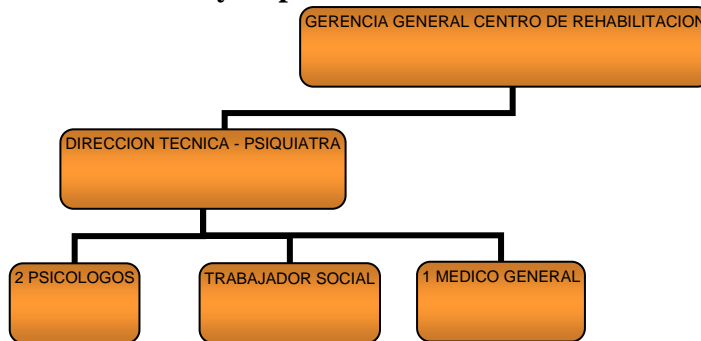 GERENCIA GENERAL CENTRO DE REHABILITACION
DIRECCION TECNICA - PSIQUIATRA
2 PSICOLOGOS
TRABAJADOR SOCIAL
1 MEDICO GENERAL